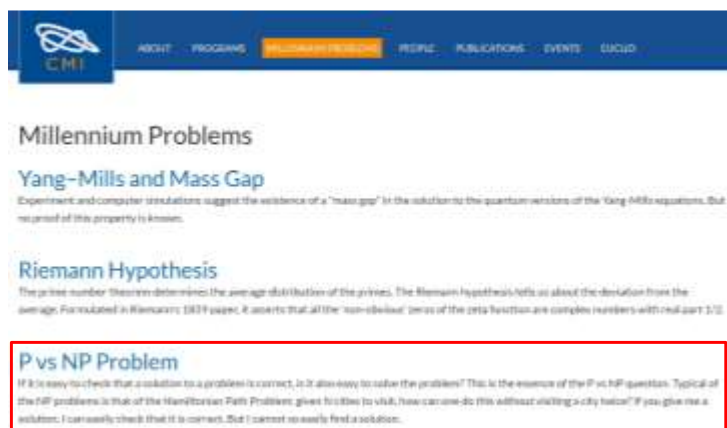 CMI
ABOUT PROGRAMS MILLENNIUM PROBLEMS PEOPLE PUBLICATIONS EVENTS EUCLID
Millennium Problems
Yang–Mills and Mass Gap
Experiment and computer simulations suggest the existence of a "mass gap" in the solution to the quantum versions of the Yang-Mills equations. But
no proof of this property is known.
Riemann Hypothesis
The prime number theorem determines the average distribution of the primes. The Riemann hypothesis tells us about the deviation from the
average. Formulated in Riemann's 1859 paper, it asserts that all the 'non-obvious' zeros of the zeta function are complex numbers with real part 1/2.
P vs NP Problem
If it is easy to check that a solution to a problem is correct, is it also easy to solve the problem? This is the essence of the P vs NP question. Typical of
the NP problems is that of the Hamiltonian Path Problem: given N cities to visit, how can one do this without visiting a city twice? If you give me a
solution, I can easily check that it is correct. But I cannot so easily find a solution.